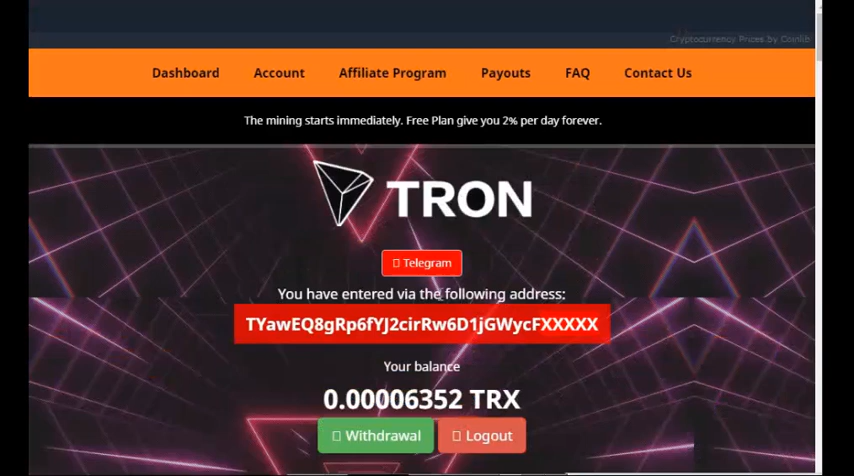 Cryptocurrency Prices by Coinlib
Dashboard Account Affiliate Program Payouts FAQ Contact Us
The mining starts immediately. Free Plan give you 2% per day forever.
TRON
Telegram
You have entered via the following address:
TYawEQ8gRp6fYJ2cirRw6D1jGWycFXXXXX
Your balance
0.00006352 TRX
Withdrawal Logout